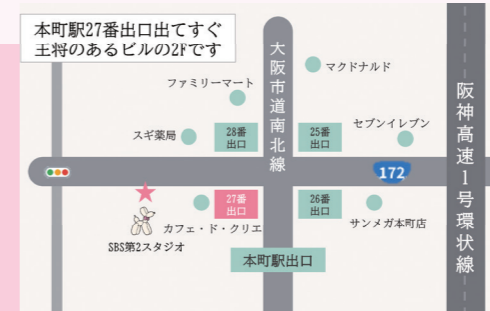 本町駅27番出口出てすぐ
王将のあるビルの2Fです
大阪市道南北線
マクドナルド
ファミリーマート
阪神高速1号環状線
スギ薬局
28番
出口
25番
出口
セブンイレブン
172
27番
出口
26番
出口
カフェ・ド・クリエ
サンメガ本町店
SBS第2スタジオ
本町駅出口